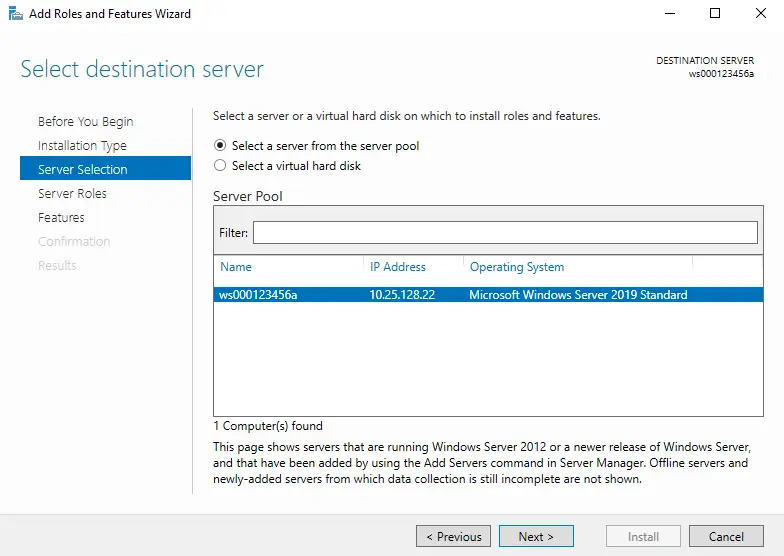 Add Roles and Features Wizard
Select destination server
DESTINATION SERVER
ws000123456a
Before You Begin
Installation Type
Server Selection
Server Roles
Features
Confirmation
Results
Select a server or a virtual hard disk on which to install roles and features.
Select a server from the server pool
Select a virtual hard disk
Server Pool
Filter:
Name IP Address Operating System
ws000123456a 10.25.128.22 Microsoft Windows Server 2019 Standard
1 Computer(s) found
This page shows servers that are running Windows Server 2012 or a newer release of Windows Server,
and that have been added by using the Add Servers command in Server Manager. Offline servers and
newly-added servers from which data collection is still incomplete are not shown.
< Previous Next > Install Cancel